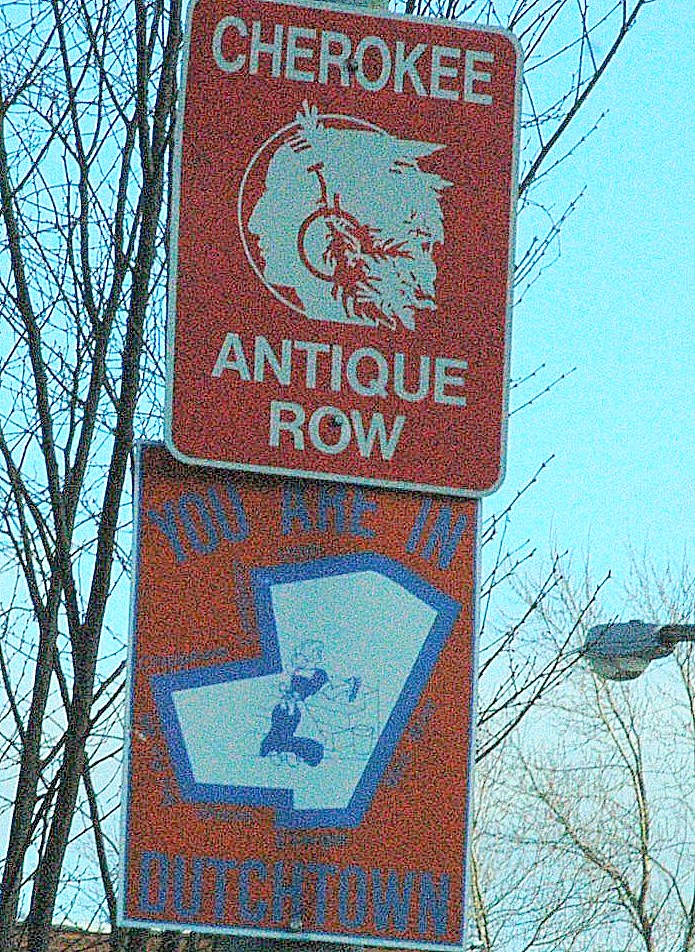 CHEROKEE
ANTIQUE
ROW
YOU ARE IN
DUTCHTOWN